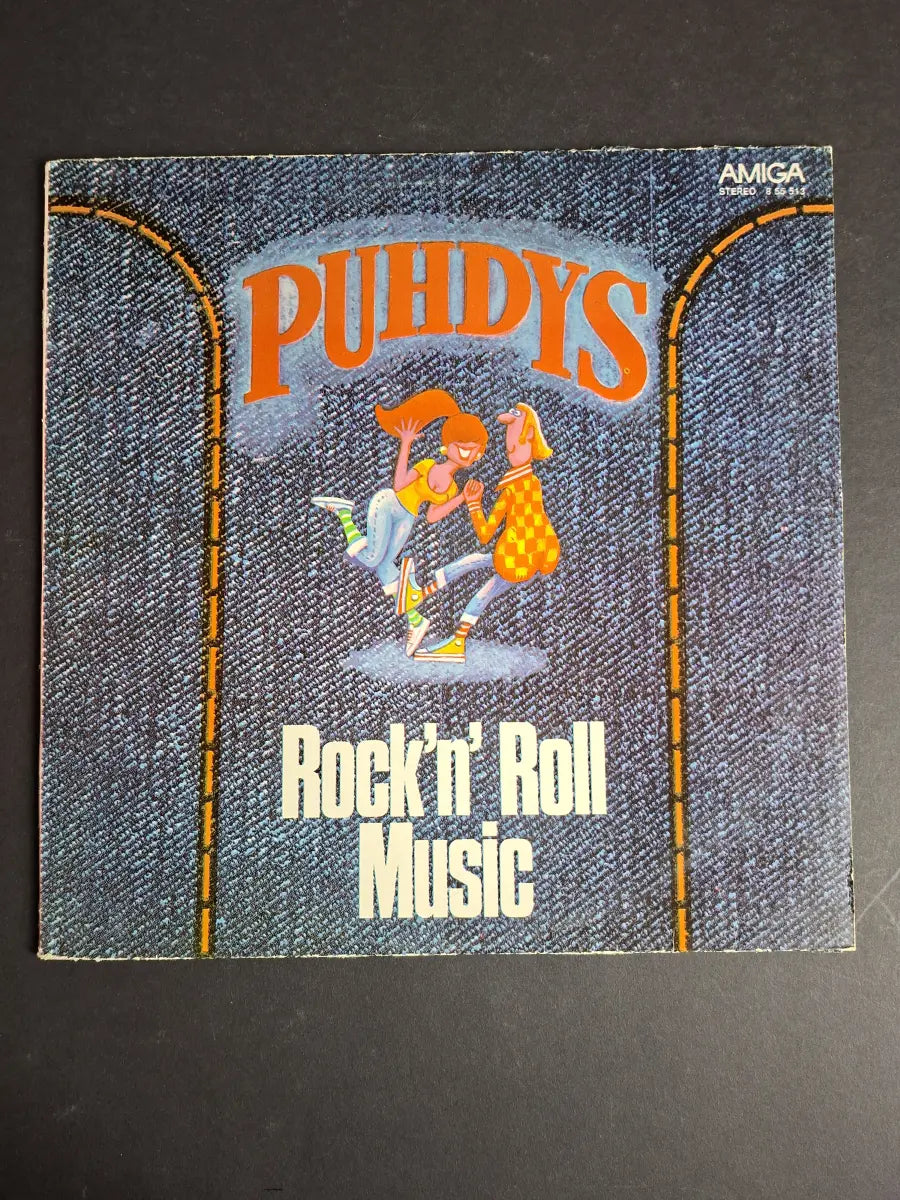 AMIGA
STEREO 8 55 513
PUHDYS
Rock'n' Roll
Music